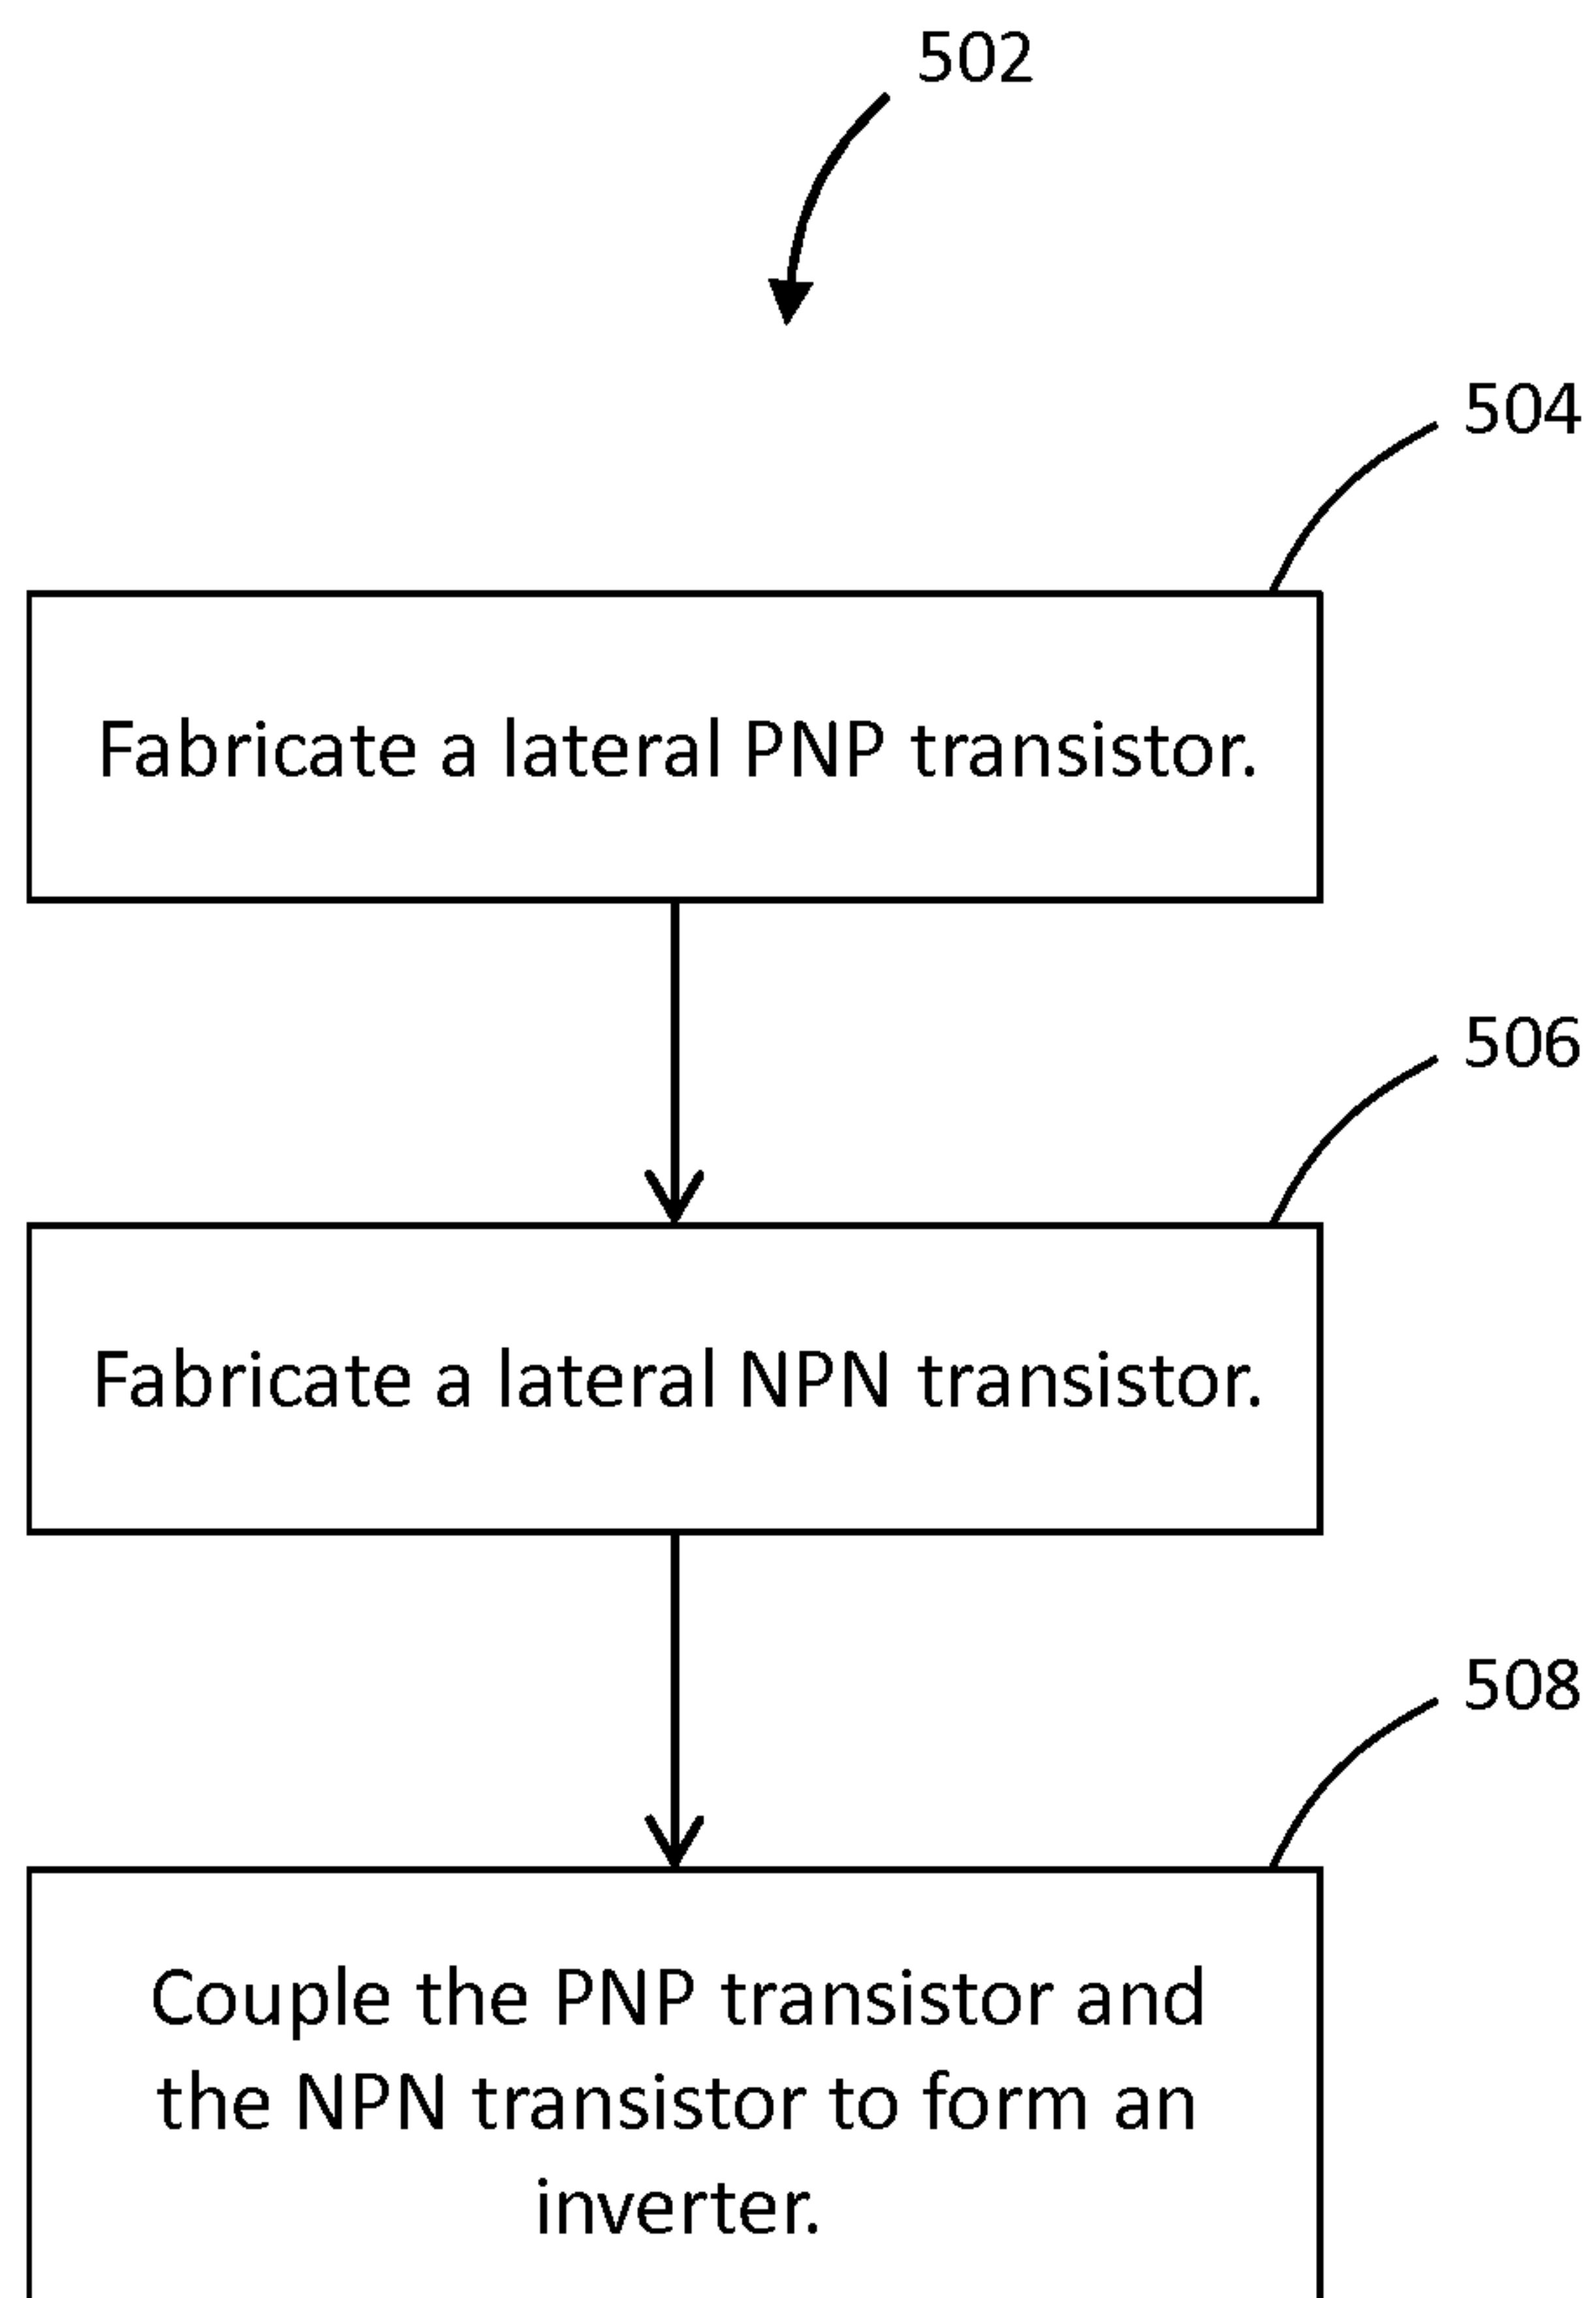 502
504
Fabricate a lateral PNP transistor.
506
Fabricate a lateral NPN transistor.
508
Couple the PNP transistor and
the NPN transistor to form an
inverter.